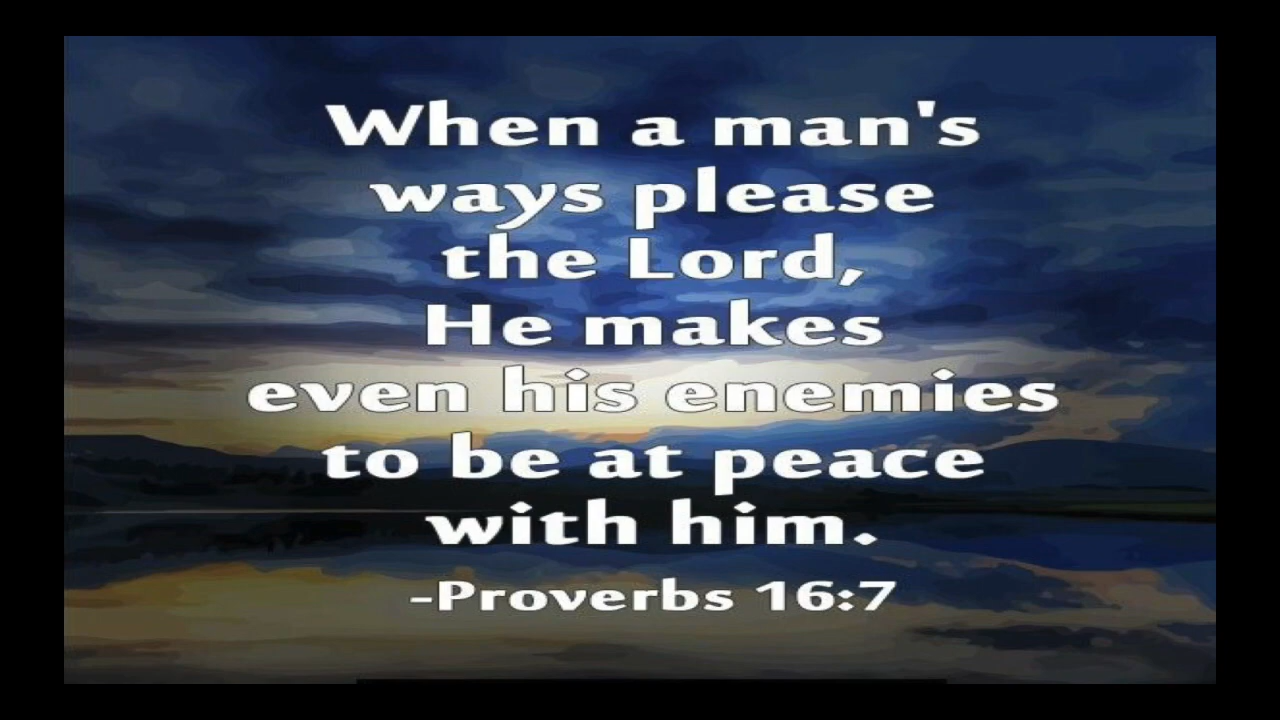 When a man's
ways please
the Lord,
He makes
even his enemies
to be at peace
with him.
-Proverbs 16:7